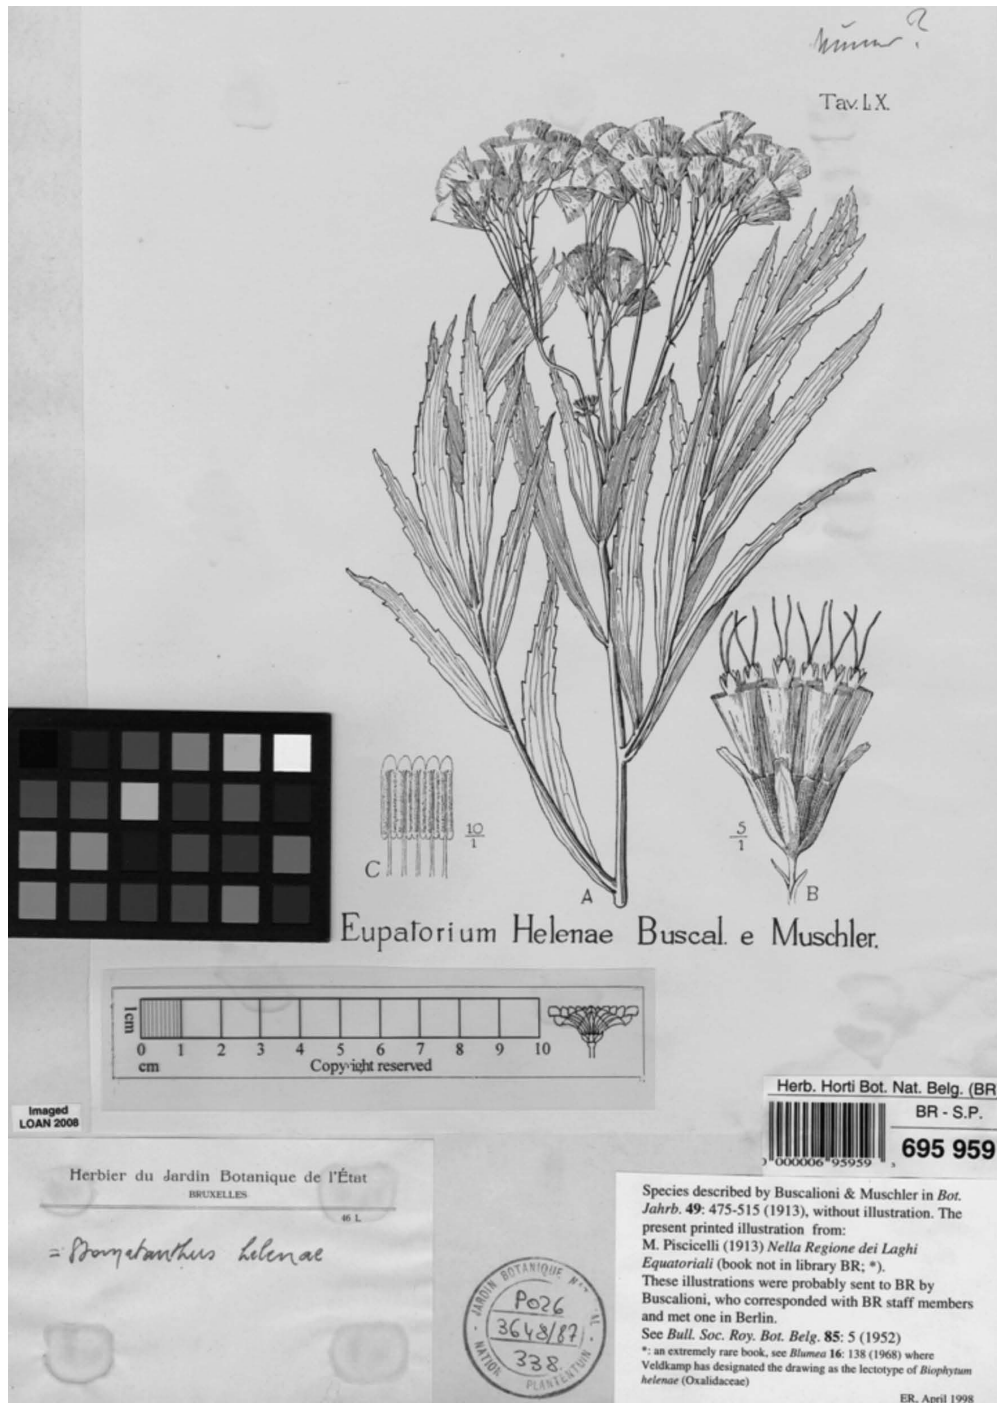 Tav. LX.
10
1
C
5
1
A
B
Eupatorium Helenae Buscal. e Muschler.
1cm
0 1 2 3 4 5 6 7 8 9 10
cm
Copyright reserved
Imaged
LOAN 2008
Herb. Horti Bot. Nat. Belg. (BR
BR - S.P.
695 959
000006 95959
Herbier du Jardin Botanique de l'État
BRUXELLES
46 L
= Stomatanthus helenae
JARDIN BOTANIQUE NATIONAL
PLANTENTUIN
P026
3648/87
338
Species described by Buscalioni & Muschler in Bot.
Jahrb. 49: 475-515 (1913), without illustration. The
present printed illustration from:
M. Piscicelli (1913) Nella Regione dei Laghi
Equatoriali (book not in library BR; *).
These illustrations were probably sent to BR by
Buscalioni, who corresponded with BR staff members
and met one in Berlin.
See Bull. Soc. Roy. Bot. Belg. 85: 5 (1952)
*: an extremely rare book, see Blumea 16: 138 (1968) where
Veldkamp has designated the drawing as the lectotype of Biophytum
helenae (Oxalidaceae)
ER, April 1998